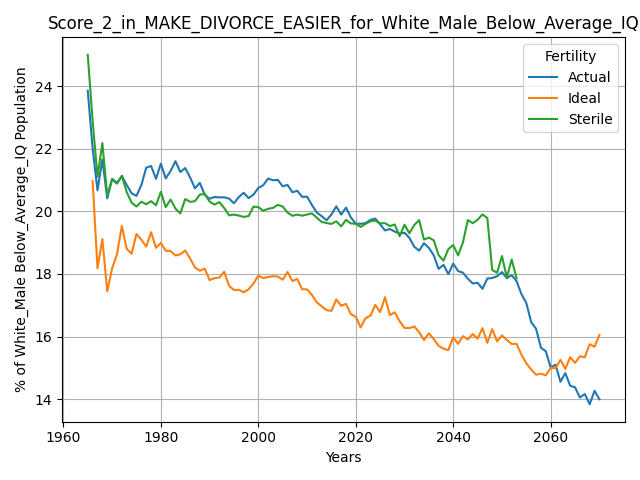 Score_2_in_MAKE_DIVORCE_EASIER_for_White_Male_Below_Average_IQ
% of White_Male Below_Average_IQ Population
24
22
20
18
16
14
Fertility
Actual
Ideal
Sterile
1960
1980
2000
2020
2040
2060
Years